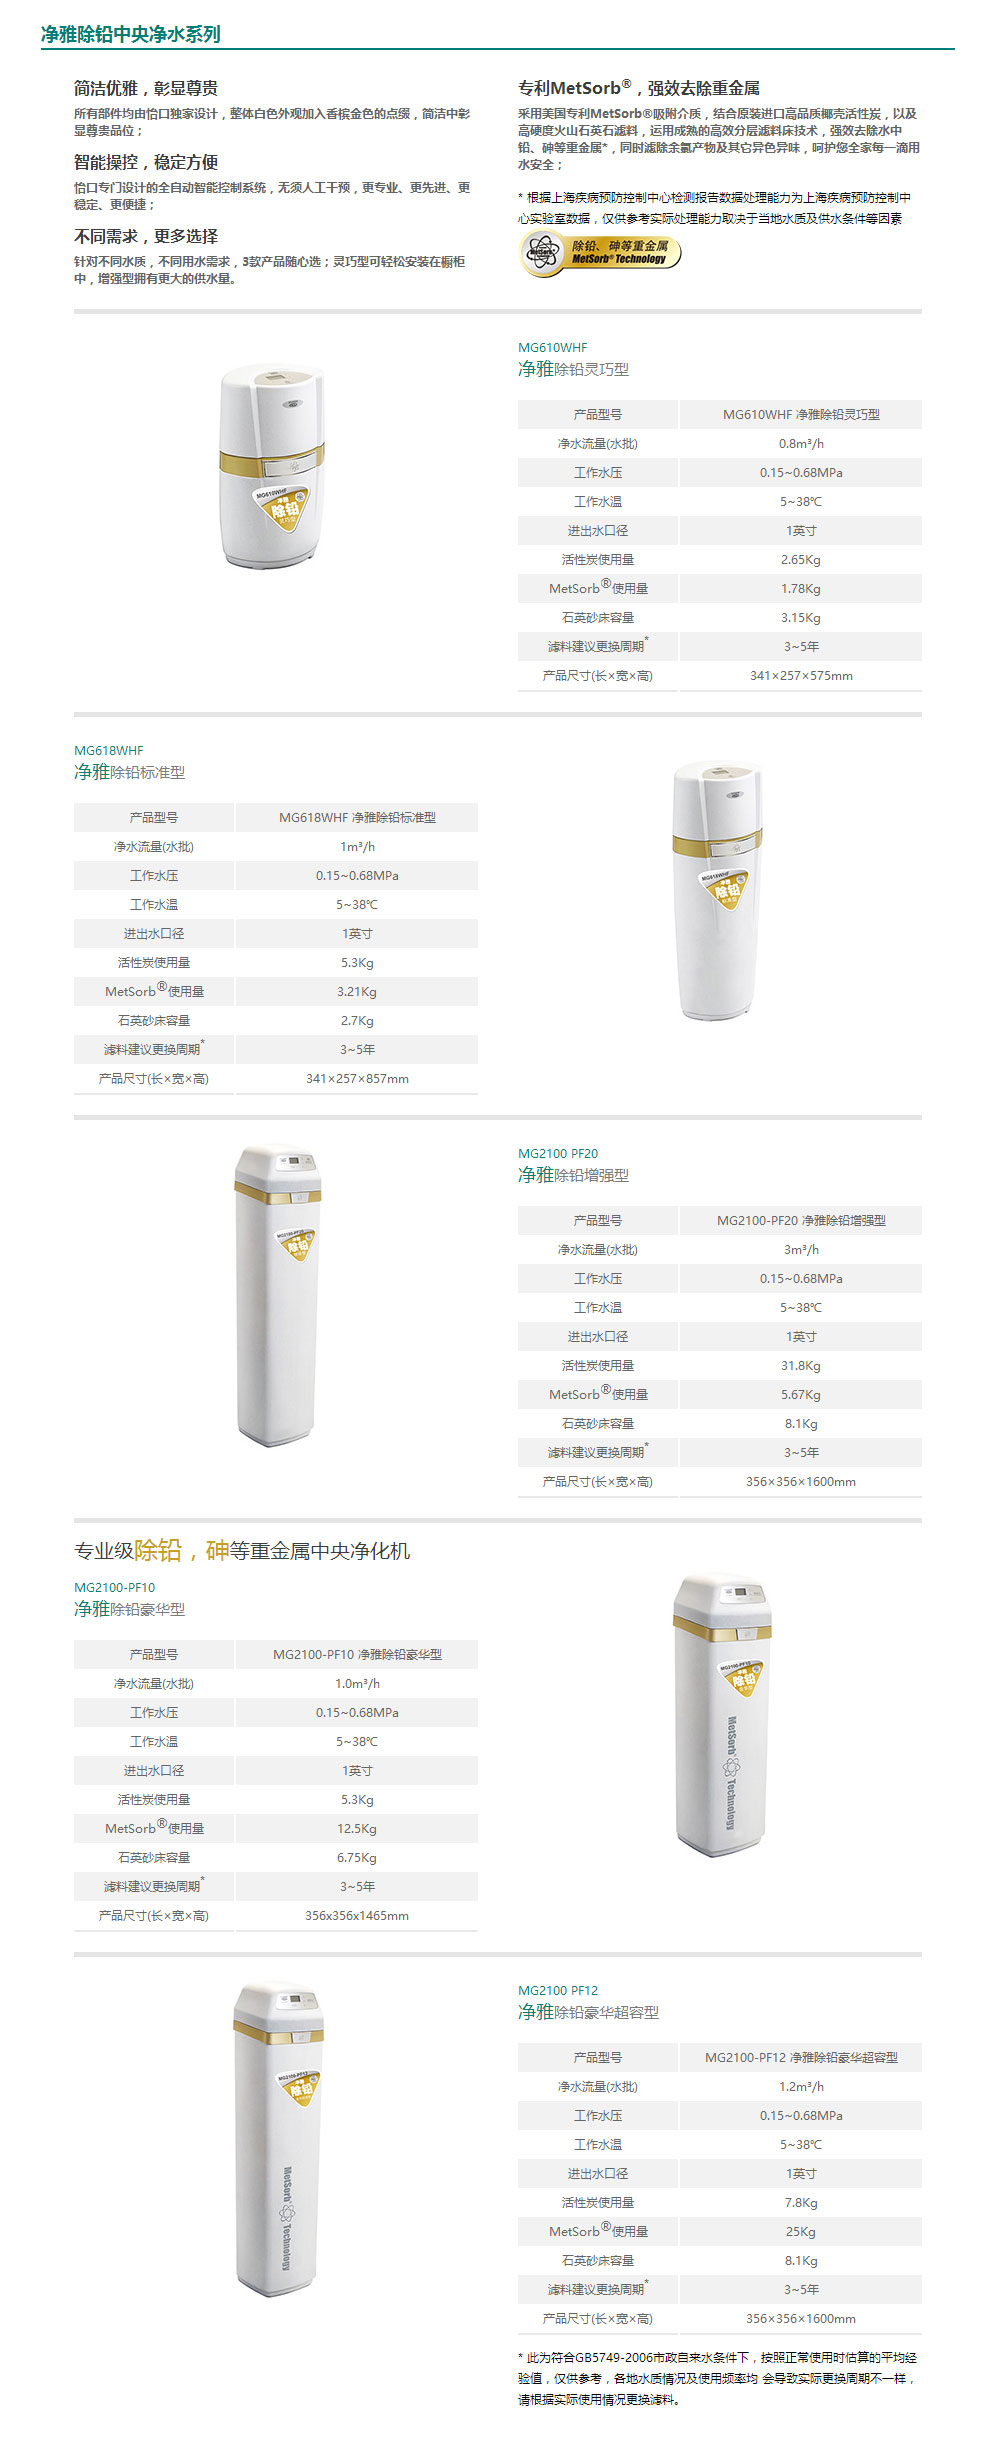 净雅除铅中央净水系列
简洁优雅，彰显尊贵
所有部件均由怡口独家设计，整体白色外观加入香槟金色的点缀，简洁中彰
显尊贵品位；
智能操控，稳定方便
怡口专门设计的全自动智能控制系统，无须人工干预，更专业、更先进、更
稳定、更便捷；
不同需求，更多选择
针对不同水质，不同用水需求，3款产品随心选；灵巧型可轻松安装在橱柜
中，增强型拥有更大的供水量。
专利MetSorb®，强效去除重金属
采用美国专利MetSorb®吸附介质，结合原装进口高品质椰壳活性炭，以及
高硬度火山石英石滤料，运用成熟的高效分层滤料床技术，强效去除水中
铅、砷等重金属*，同时滤除余氯产物及其它异色异味，呵护您全家每一滴用
水安全；
* 根据上海疾病预防控制中心检测报告数据处理能力为上海疾病预防控制中
心实验室数据，仅供参考实际处理能力取决于当地水质及供水条件等因素
MetSorb
除铅、砷等重金属
MetSorb® Technology
MG610WHF
净雅除铅灵巧型
MG610WHF
净雅
除铅
灵巧型
产品型号 MG610WHF 净雅除铅灵巧型
净水流量(水批) 0.8m³/h
工作水压 0.15~0.68MPa
工作水温 5~38℃
进出水口径 1英寸
活性炭使用量 2.65Kg
MetSorb®使用量 1.78Kg
石英砂床容量 3.15Kg
滤料建议更换周期* 3~5年
产品尺寸(长×宽×高) 341×257×575mm
MG618WHF
净雅除铅标准型
产品型号 MG618WHF 净雅除铅标准型
净水流量(水批) 1m³/h
工作水压 0.15~0.68MPa
工作水温 5~38℃
进出水口径 1英寸
活性炭使用量 5.3Kg
MetSorb®使用量 3.21Kg
石英砂床容量 2.7Kg
滤料建议更换周期* 3~5年
产品尺寸(长×宽×高) 341×257×857mm
MG618WHF
净雅
除铅
标准型
MG2100 PF20
净雅除铅增强型
MG2100-PF20
净雅
除铅
产品型号 MG2100-PF20 净雅除铅增强型
净水流量(水批) 3m³/h
工作水压 0.15~0.68MPa
工作水温 5~38℃
进出水口径 1英寸
活性炭使用量 31.8Kg
MetSorb®使用量 5.67Kg
石英砂床容量 8.1Kg
滤料建议更换周期* 3~5年
产品尺寸(长×宽×高) 356×356×1600mm
专业级除铅，砷等重金属中央净化机
MG2100-PF10
净雅除铅豪华型
产品型号 MG2100-PF10 净雅除铅豪华型
净水流量(水批) 1.0m³/h
工作水压 0.15~0.68MPa
工作水温 5~38℃
进出水口径 1英寸
活性炭使用量 5.3Kg
MetSorb®使用量 12.5Kg
石英砂床容量 6.75Kg
滤料建议更换周期* 3~5年
产品尺寸(长×宽×高) 356x356x1465mm
MG2100-PF10
净雅
除铅
MetSorb® Technology
MG2100 PF12
净雅除铅豪华超容型
MG2100-PF12
净雅
除铅
MetSorb® Technology
产品型号 MG2100-PF12 净雅除铅豪华超容型
净水流量(水批) 1.2m³/h
工作水压 0.15~0.68MPa
工作水温 5~38℃
进出水口径 1英寸
活性炭使用量 7.8Kg
MetSorb®使用量 25Kg
石英砂床容量 8.1Kg
滤料建议更换周期* 3~5年
产品尺寸(长×宽×高) 356×356×1600mm
* 此为符合GB5749-2006市政自来水条件下，按照正常使用时估算的平均经
验值，仅供参考，各地水质情况及使用频率均 会导致实际更换周期不一样，
请根据实际使用情况更换滤料。